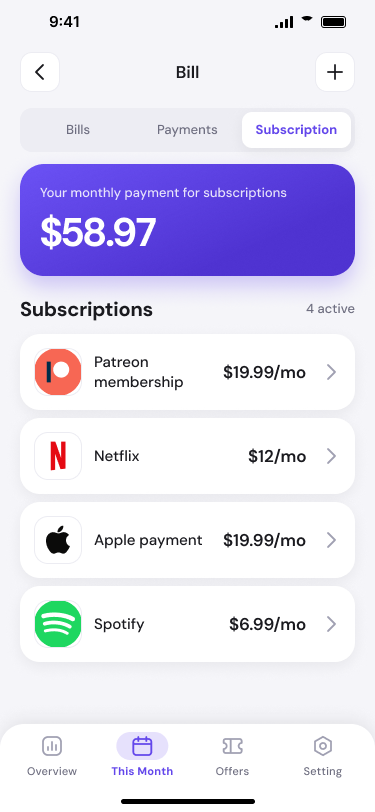 9:41
Bill
Bills
Payments
Subscription
Your monthly payment for subscriptions
$58.97
Subscriptions
4 active
Patreon
membership
$19.99/mo
Netflix
$12/mo
Apple payment
$19.99/mo
Spotify
$6.99/mo
Overview
This Month
Offers
Setting